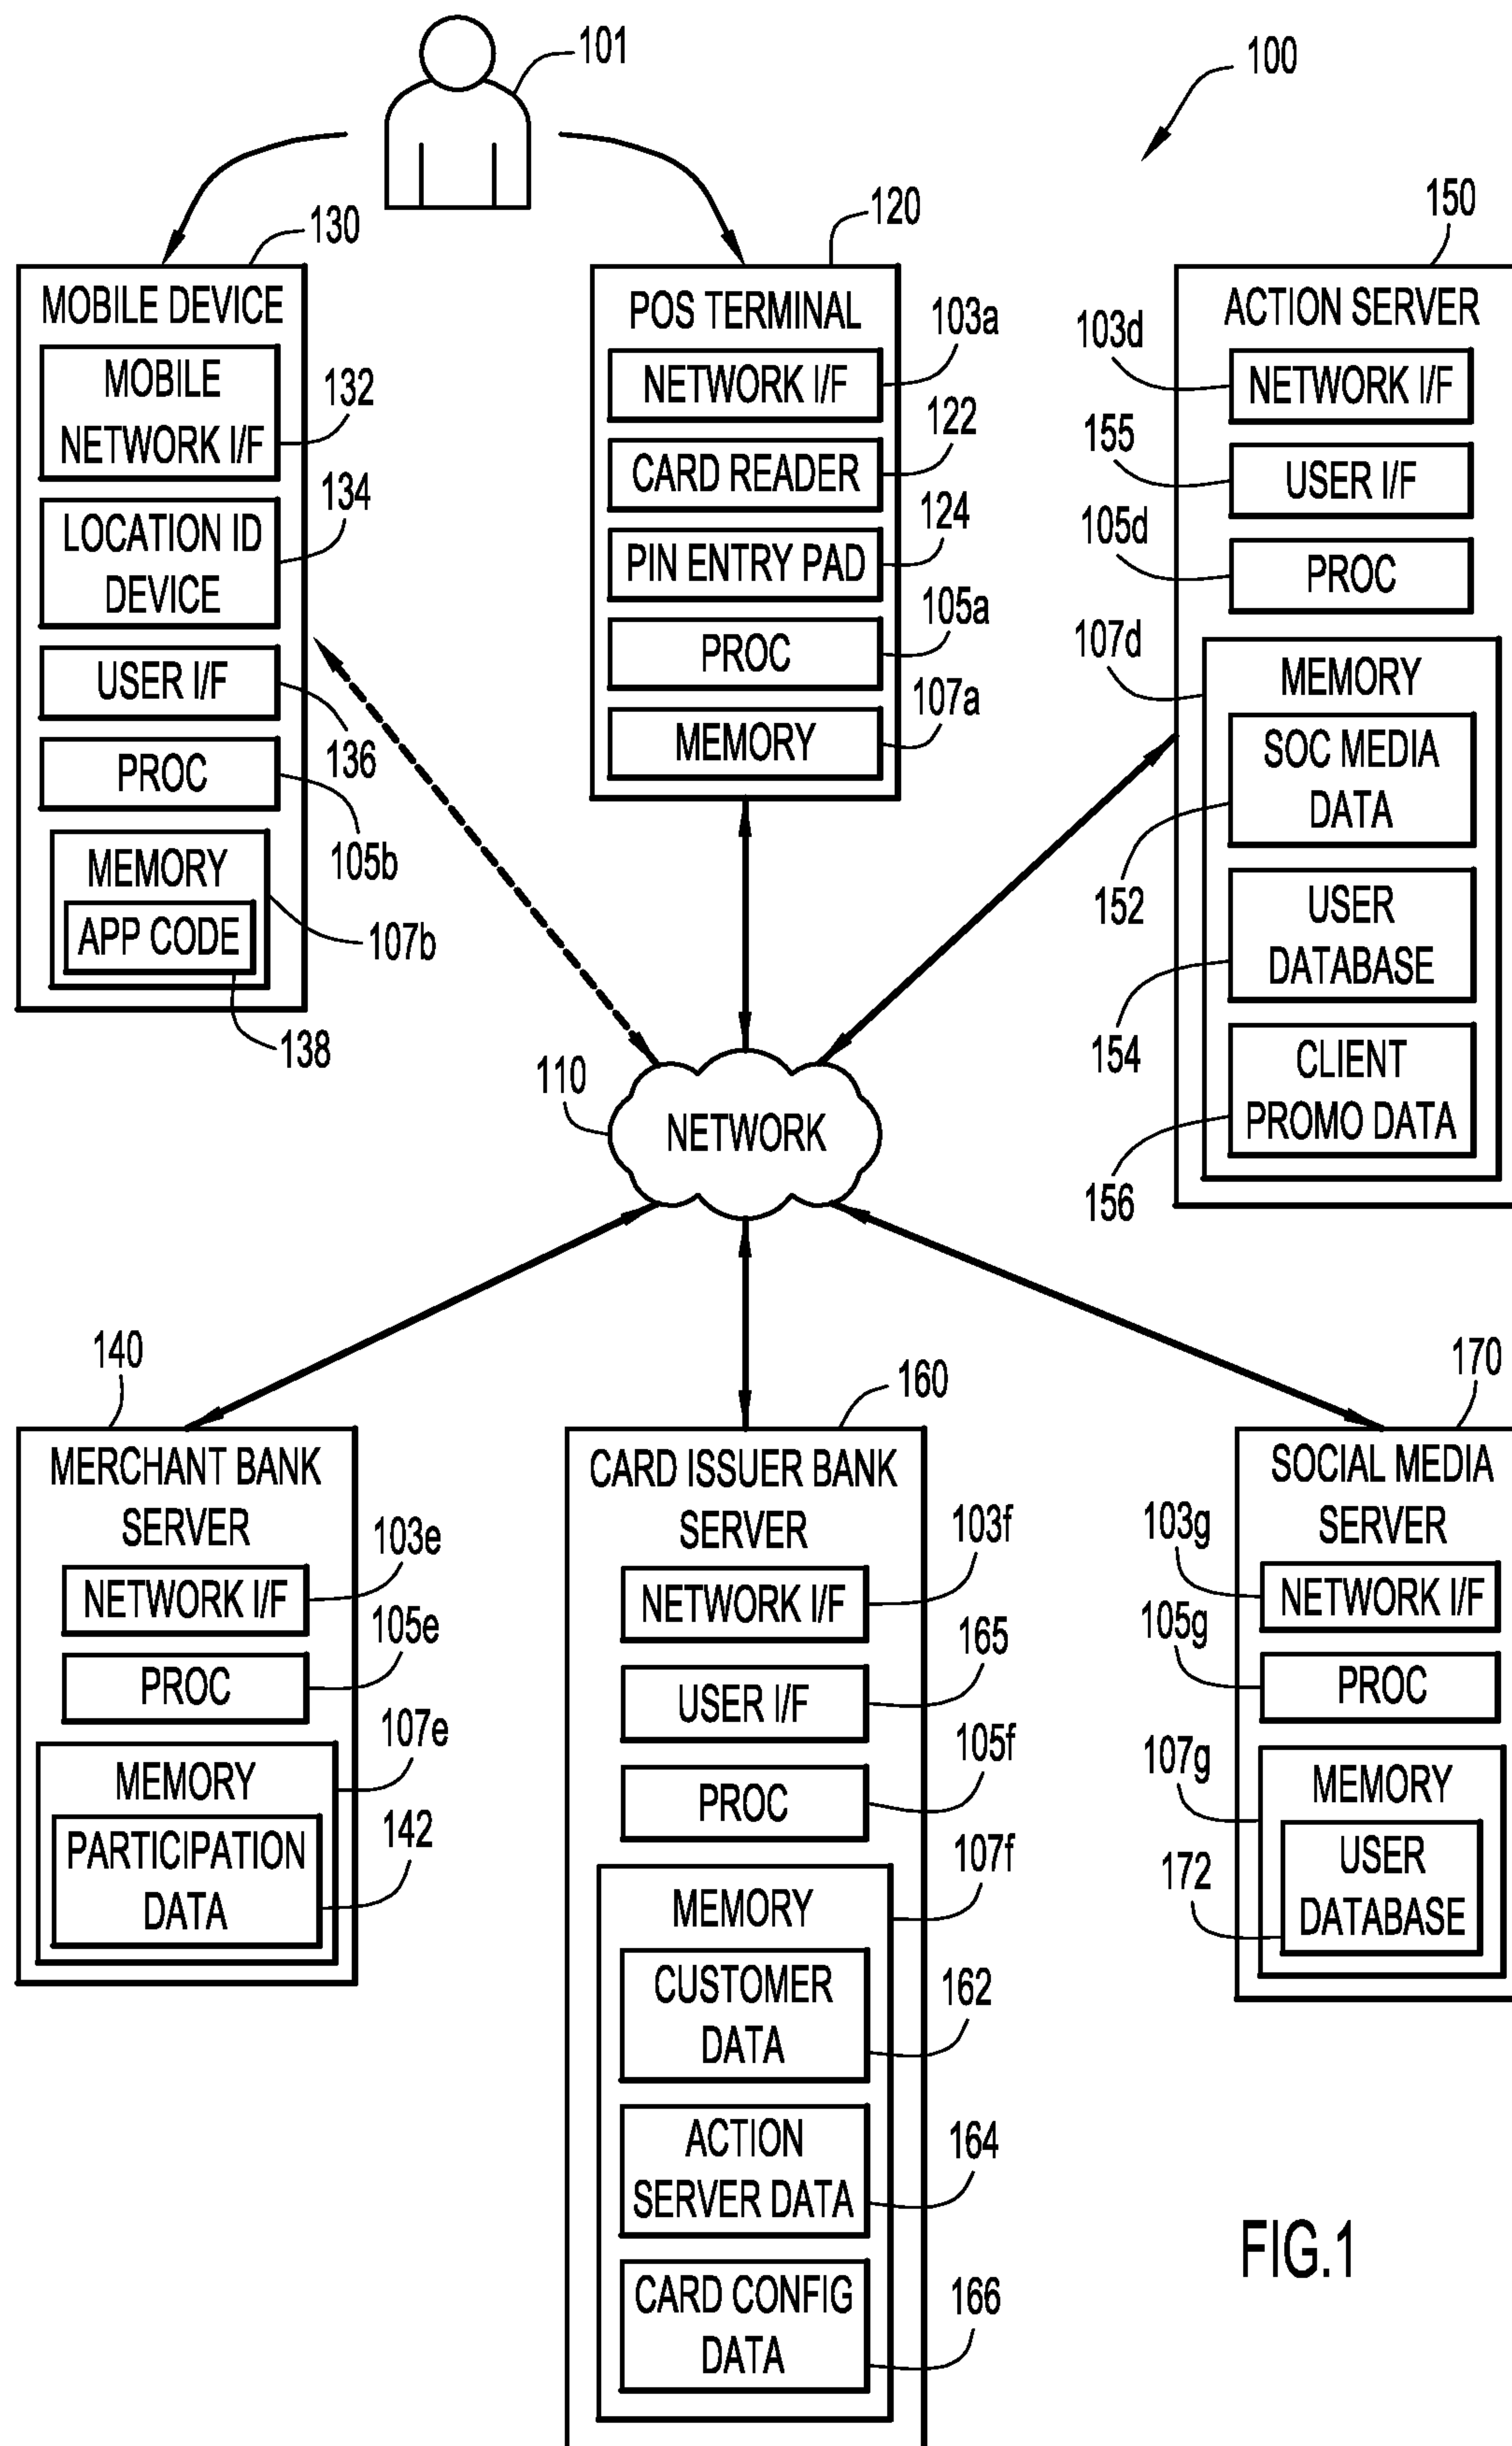 101
100
130
MOBILE DEVICE
MOBILE
NETWORK I/F
132
LOCATION ID
DEVICE
134
USER I/F
136
PROC
105b
MEMORY
107b
APP CODE
138
120
POS TERMINAL
NETWORK I/F
103a
CARD READER
122
PIN ENTRY PAD
124
PROC
105a
MEMORY
107a
150
ACTION SERVER
103d
NETWORK I/F
155
USER I/F
105d
PROC
107d
MEMORY
SOC MEDIA
DATA
152
USER
DATABASE
154
CLIENT
PROMO DATA
156
110
NETWORK
140
MERCHANT BANK
SERVER
103e
NETWORK I/F
105e
PROC
107e
MEMORY
PARTICIPATION
DATA
142
160
CARD ISSUER BANK
SERVER
103f
NETWORK I/F
165
USER I/F
105f
PROC
107f
MEMORY
CUSTOMER
DATA
162
ACTION
SERVER DATA
164
CARD CONFIG
DATA
166
170
SOCIAL MEDIA
SERVER
103g
NETWORK I/F
105g
PROC
107g
MEMORY
172
USER
DATABASE
FIG.1